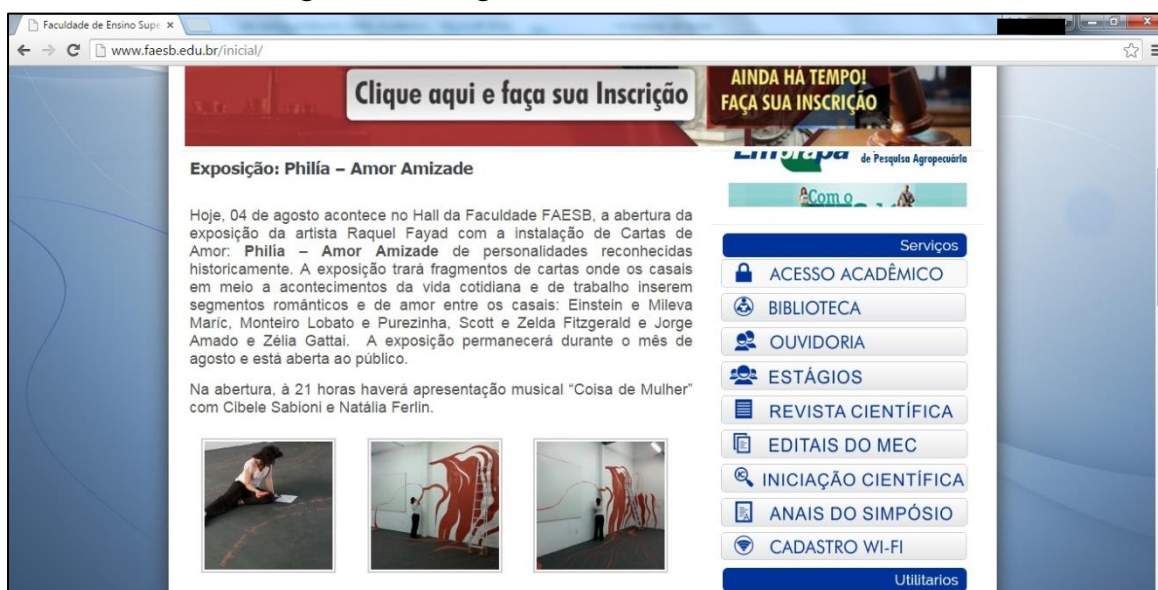 Faculdade de Ensino Supe
www.faesb.edu.br/inicial/
Clique aqui e faça sua Inscrição
AINDA HÁ TEMPO!
FAÇA SUA INSCRIÇÃO
Exposição: Philía – Amor Amizade
Hoje, 04 de agosto acontece no Hall da Faculdade FAESB, a abertura da
exposição da artista Raquel Fayad com a instalação de Cartas de
Amor: Philía – Amor Amizade de personalidades reconhecidas
historicamente. A exposição trará fragmentos de cartas onde os casais
em meio a acontecimentos da vida cotidiana e de trabalho inserem
segmentos românticos e de amor entre os casais: Einstein e Mileva
Maríc, Monteiro Lobato e Purezinha, Scott e Zelda Fitzgerald e Jorge
Amado e Zélia Gattai. A exposição permanecerá durante o mês de
agosto e está aberta ao público.
Na abertura, à 21 horas haverá apresentação musical “Coisa de Mulher”
com Cibele Sabioni e Natália Ferlin.
Embrapa
de Pesquisa Agropecuária
Com o
Serviços
ACESSO ACADÊMICO
BIBLIOTECA
OUVIDORIA
ESTÁGIOS
REVISTA CIENTÍFICA
EDITAIS DO MEC
INICIAÇÃO CIENTÍFICA
ANAIS DO SIMPÓSIO
CADASTRO WI-FI
Utilitarios